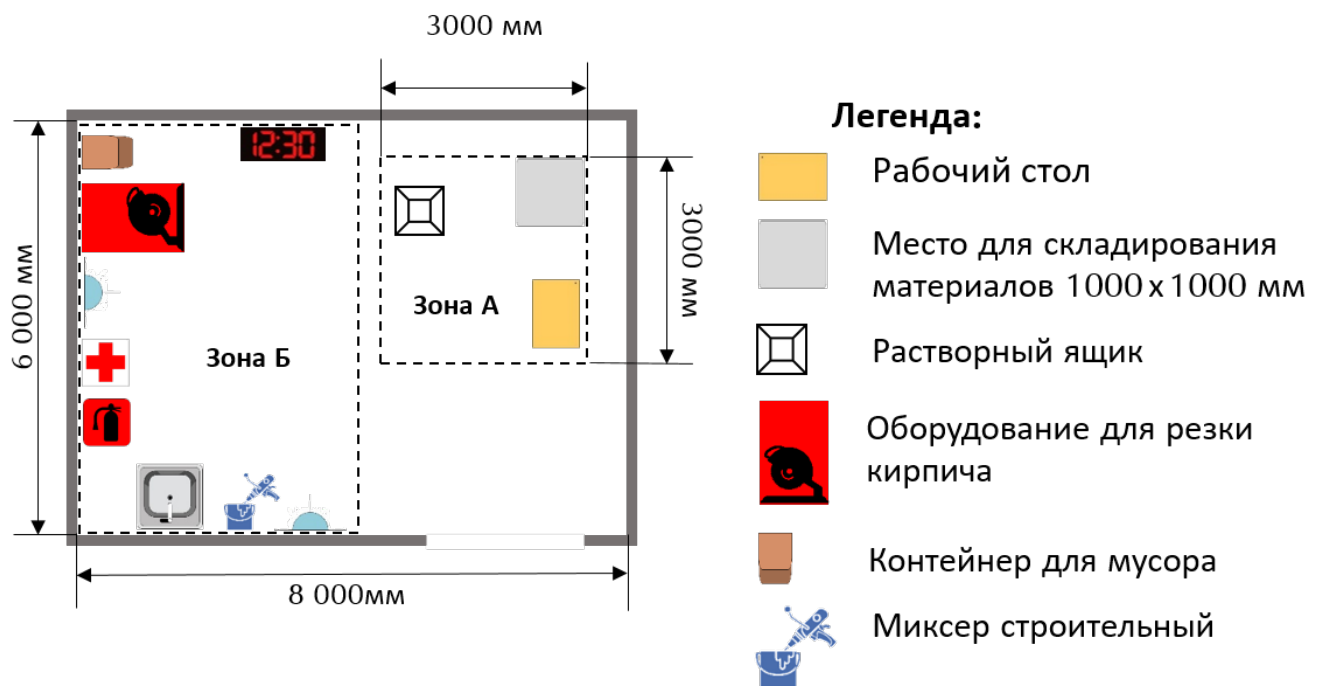 3000 мм
12:30
3000 мм
6 000 мм
Зона А
Зона Б
8 000мм
Легенда:
Рабочий стол
Место для складирования
материалов 1000 х 1000 мм
Растворный ящик
Оборудование для резки
кирпича
Контейнер для мусора
Миксер строительный